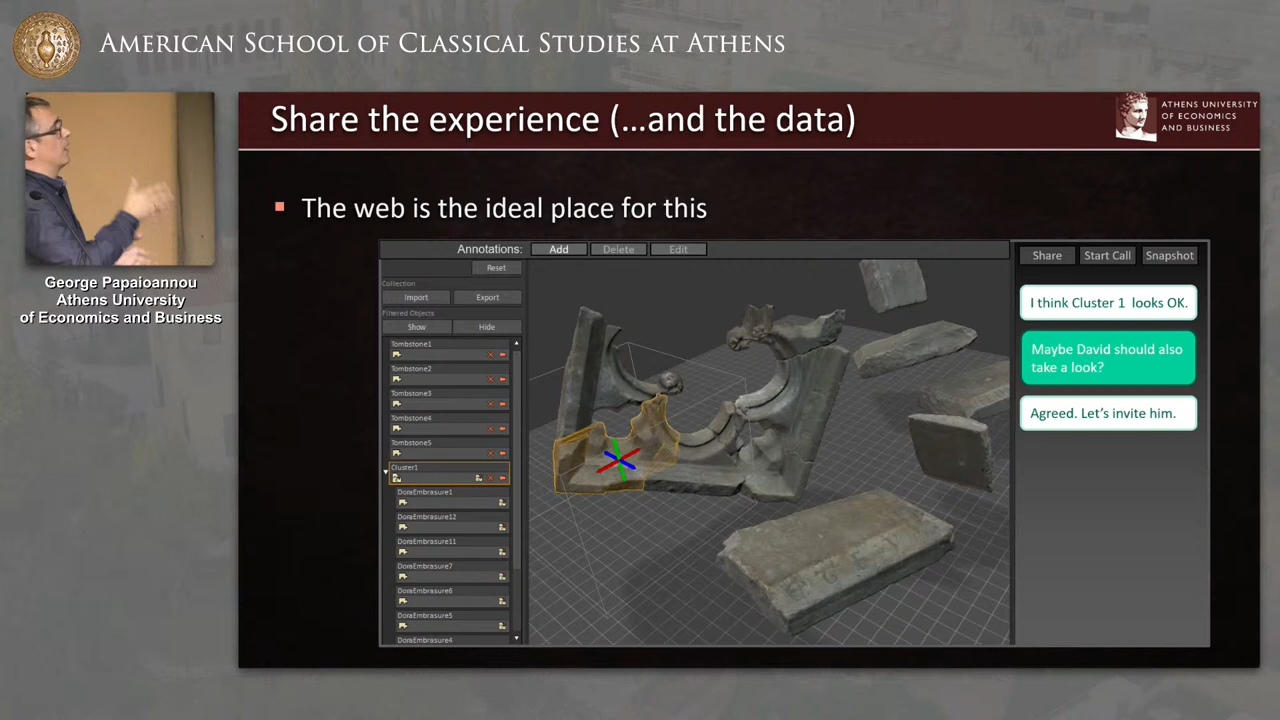 AMERICAN SCHOOL OF CLASSICAL STUDIES AT ATHENS
Share the experience (...and the data)
ATHENS UNIVERSITY
OF ECONOMICS
AND BUSINESS
The web is the ideal place for this
George Papaioannou
Athens University
of Economics and Business
Annotations: Add Delete Edit
Reset
Collection
Import Export
Filtered Objects
Show Hide
Tombstone1
Tombstone2
Tombstone3
Tombstone4
Tombstone5
Cluster1
DoraEmbrasure1
DoraEmbrasure12
DoraEmbrasure11
DoraEmbrasure7
DoraEmbrasure6
DoraEmbrasure5
DoraEmbrasure4
Share Start Call Snapshot
I think Cluster 1 looks OK.
Maybe David should also
take a look?
Agreed. Let's invite him.